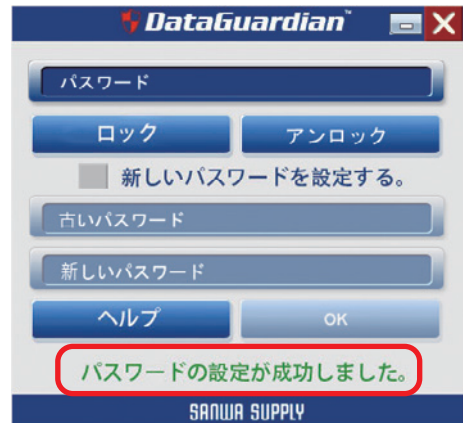 DataGuardian™
パスワード
ロック アンロック
新しいパスワードを設定する。
古いパスワード
新しいパスワード
ヘルプ OK
パスワードの設定が成功しました。
SANWA SUPPLY